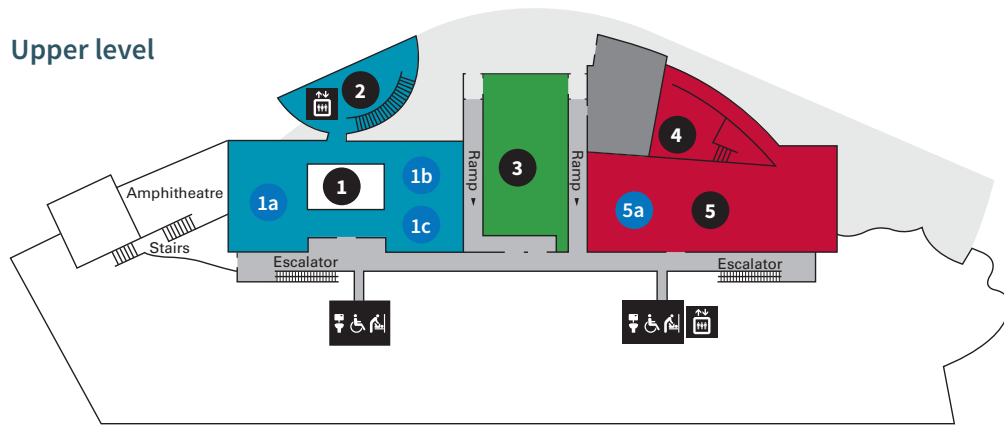 Upper level
2
4
1
1b
3
Ramp
Ramp
1a
1c
5a
5
Amphitheatre
Stairs
Escalator
Escalator